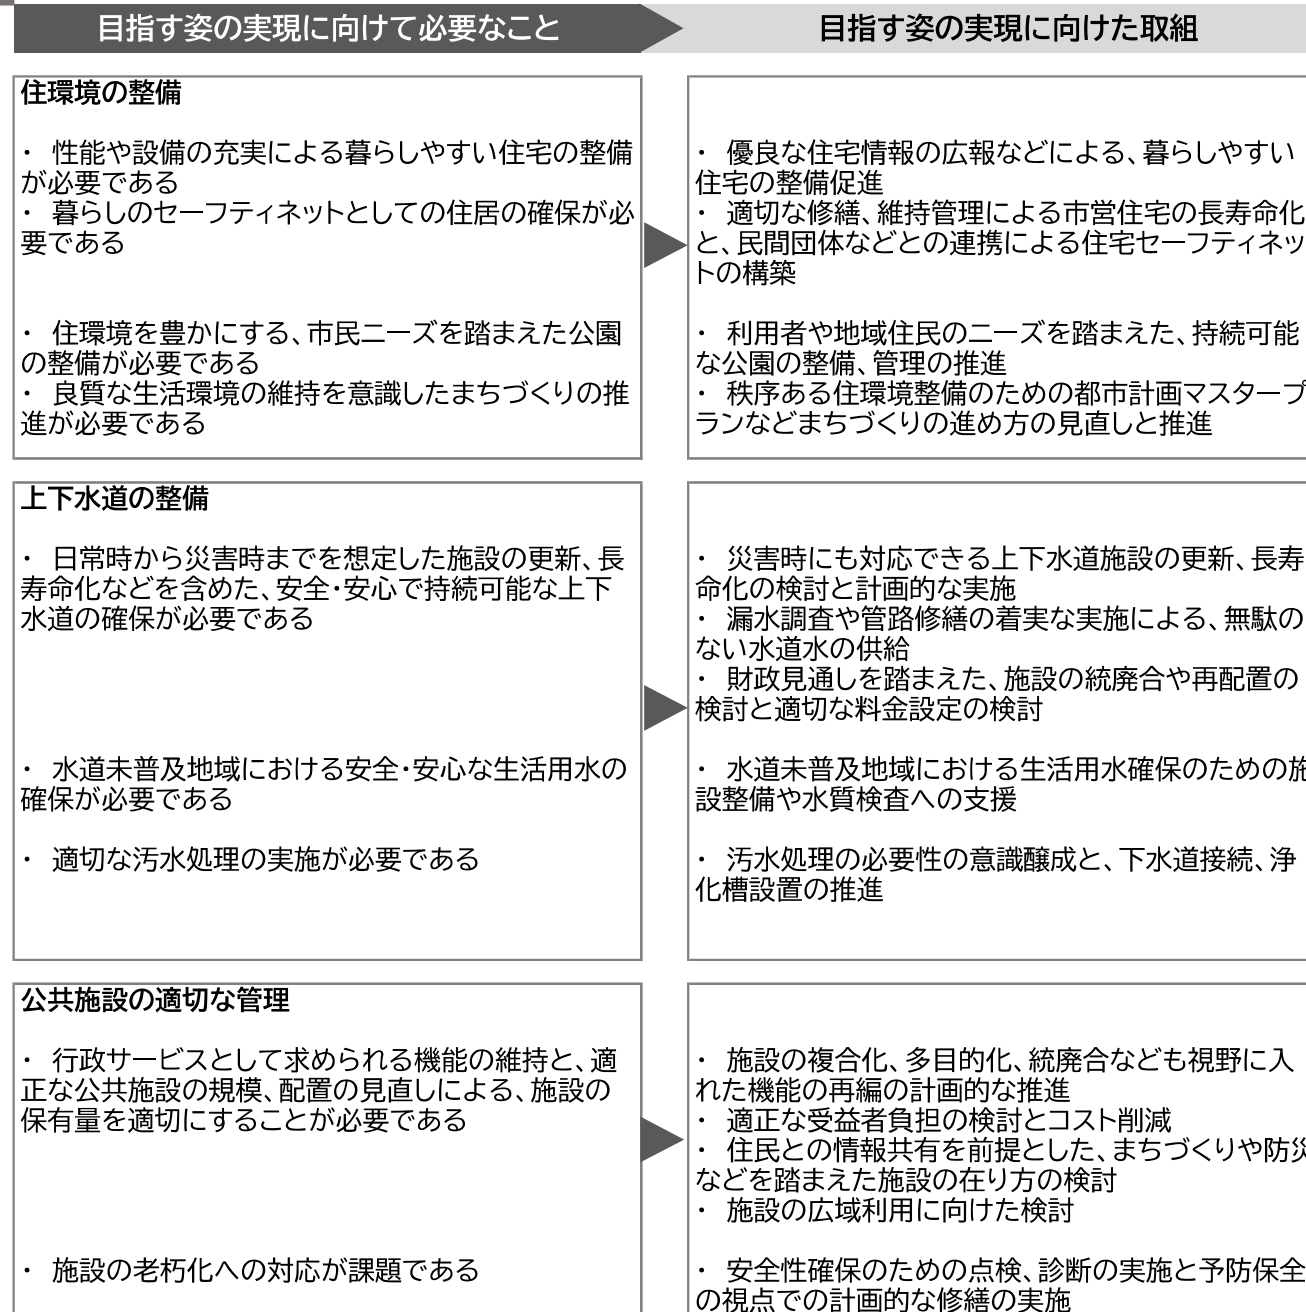 目指す姿の実現に向けて必要なこと
目指す姿の実現に向けた取組
住環境の整備
・ 性能や設備の充実による暮らしやすい住宅の整備
が必要である
・ 暮らしのセーフティネットとしての住居の確保が必
要である
・ 住環境を豊かにする、市民ニーズを踏まえた公園
の整備が必要である
・ 良質な生活環境の維持を意識したまちづくりの推
進が必要である
・ 優良な住宅情報の広報などによる、暮らしやすい
住宅の整備促進
・ 適切な修繕、維持管理による市営住宅の長寿命化
と、民間団体などとの連携による住宅セーフティネッ
トの構築
・ 利用者や地域住民のニーズを踏まえた、持続可能
な公園の整備、管理の推進
・ 秩序ある住環境整備のための都市計画マスタープ
ランなどまちづくりの進め方の見直しと推進
上下水道の整備
・ 日常時から災害時までを想定した施設の更新、長
寿命化などを含めた、安全・安心で持続可能な上下
水道の確保が必要である
・ 水道未普及地域における安全・安心な生活用水の
確保が必要である
・ 適切な汚水処理の実施が必要である
・ 災害時にも対応できる上下水道施設の更新、長寿
命化の検討と計画的な実施
・ 漏水調査や管路修繕の着実な実施による、無駄の
ない水道水の供給
・ 財政見通しを踏まえた、施設の統廃合や再配置の
検討と適切な料金設定の検討
・ 水道未普及地域における生活用水確保のための施
設整備や水質検査への支援
・ 汚水処理の必要性の意識醸成と、下水道接続、浄
化槽設置の推進
公共施設の適切な管理
・ 行政サービスとして求められる機能の維持と、適
正な公共施設の規模、配置の見直しによる、施設の
保有量を適切にすることが必要である
・ 施設の老朽化への対応が課題である
・ 施設の複合化、多目的化、統廃合なども視野に入
れた機能の再編の計画的な推進
・ 適正な受益者負担の検討とコスト削減
・ 住民との情報共有を前提とした、まちづくりや防災
などを踏まえた施設の在り方の検討
・ 施設の広域利用に向けた検討
・ 安全性確保のための点検、診断の実施と予防保全
の視点での計画的な修繕の実施